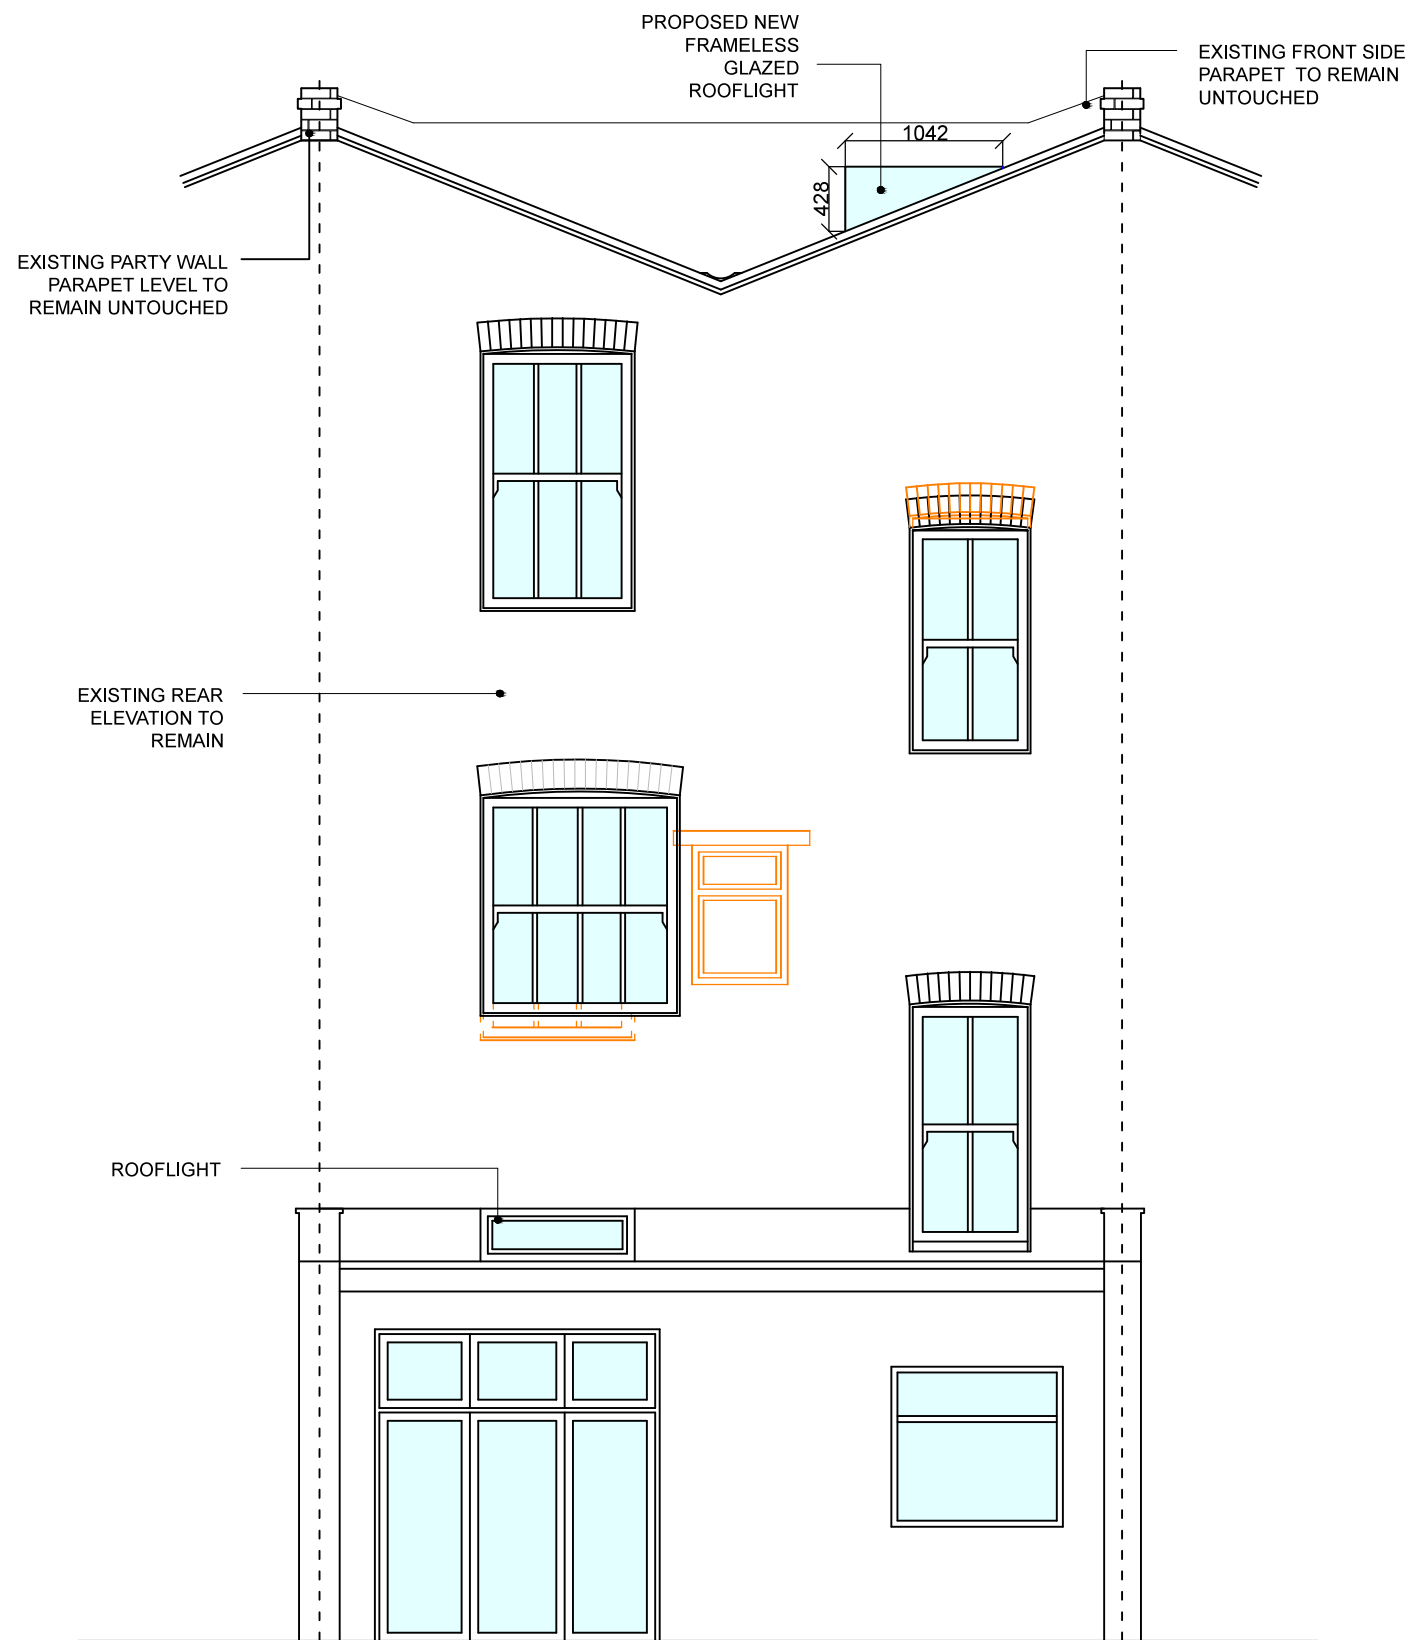 PROPOSED NEW
FRAMELESS
GLAZED
ROOFLIGHT
EXISTING FRONT SIDE
PARAPET TO REMAIN
UNTOUCHED
1042
428
EXISTING PARTY WALL
PARAPET LEVEL TO
REMAIN UNTOUCHED
EXISTING REAR
ELEVATION TO
REMAIN
ROOFLIGHT